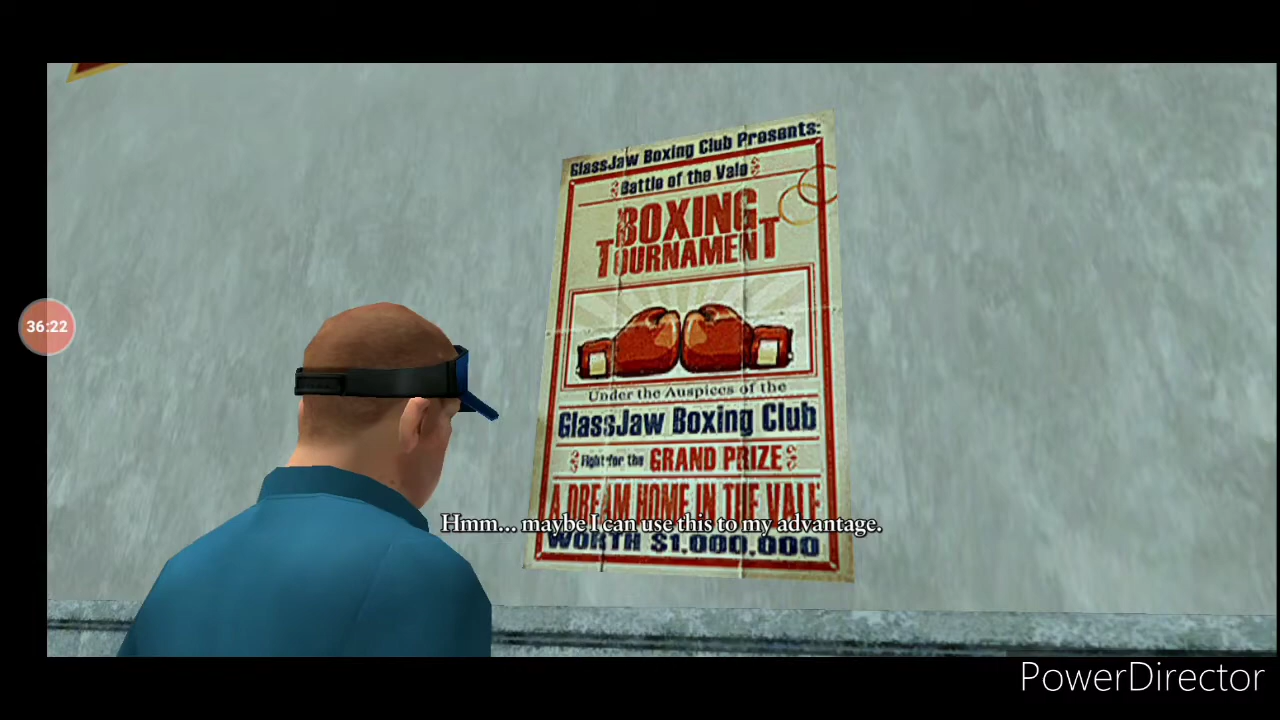 GlassJaw Boxing Club Presents:
Battle of the Vale
BOXING
TOURNAMENT
36:22
Under the Auspices of the
GlassJaw Boxing Club
Fight for the GRAND PRIZE
A DREAM HOME IN THE VALE
Hmm... maybe I can use this to my advantage.
WORTH $1,000,000
PowerDirector